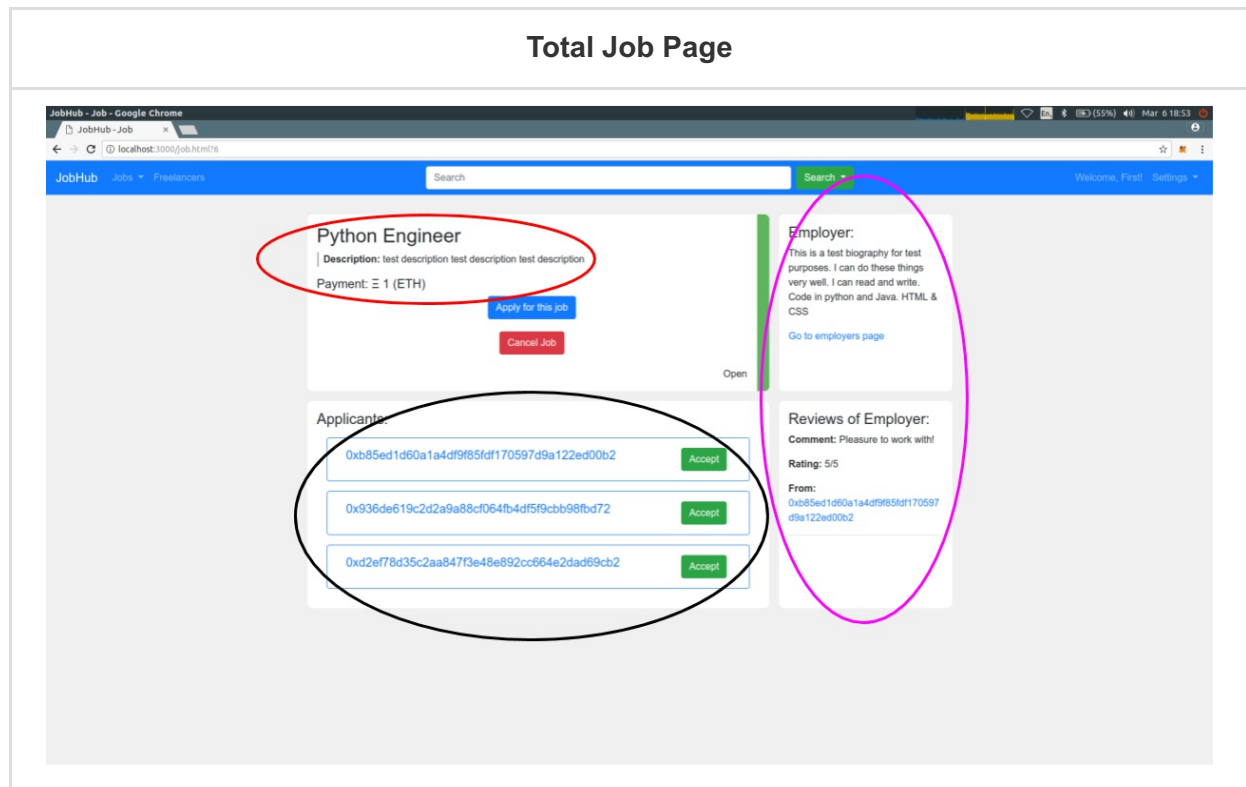 Total Job Page
JobHub - Job - Google Chrome
En
(55%)
Mar 6 18:53
JobHub - Job
×
localhost:3000/job.html?6
JobHub
Jobs
Freelancers
Search
Search
Welcome, First!
Settings
Python Engineer
Description: test description test description test description
Payment: Ξ 1 (ETH)
Apply for this job
Cancel Job
Open
Employer:
This is a test biography for test
purposes. I can do these things
very well. I can read and write.
Code in python and Java. HTML &
CSS
Go to employers page
Applicants:
0xb85ed1d60a1a4df9f85fdf170597d9a122ed00b2
Accept
0x936de619c2d2a9a88cf064fb4df5f9cbb98fbd72
Accept
0xd2ef78d35c2aa847f3e48e892cc664e2dad69cb2
Accept
Reviews of Employer:
Comment: Pleasure to work with!
Rating: 5/5
From:
0xb85ed1d60a1a4df9f85fdf170597
d9a122ed00b2